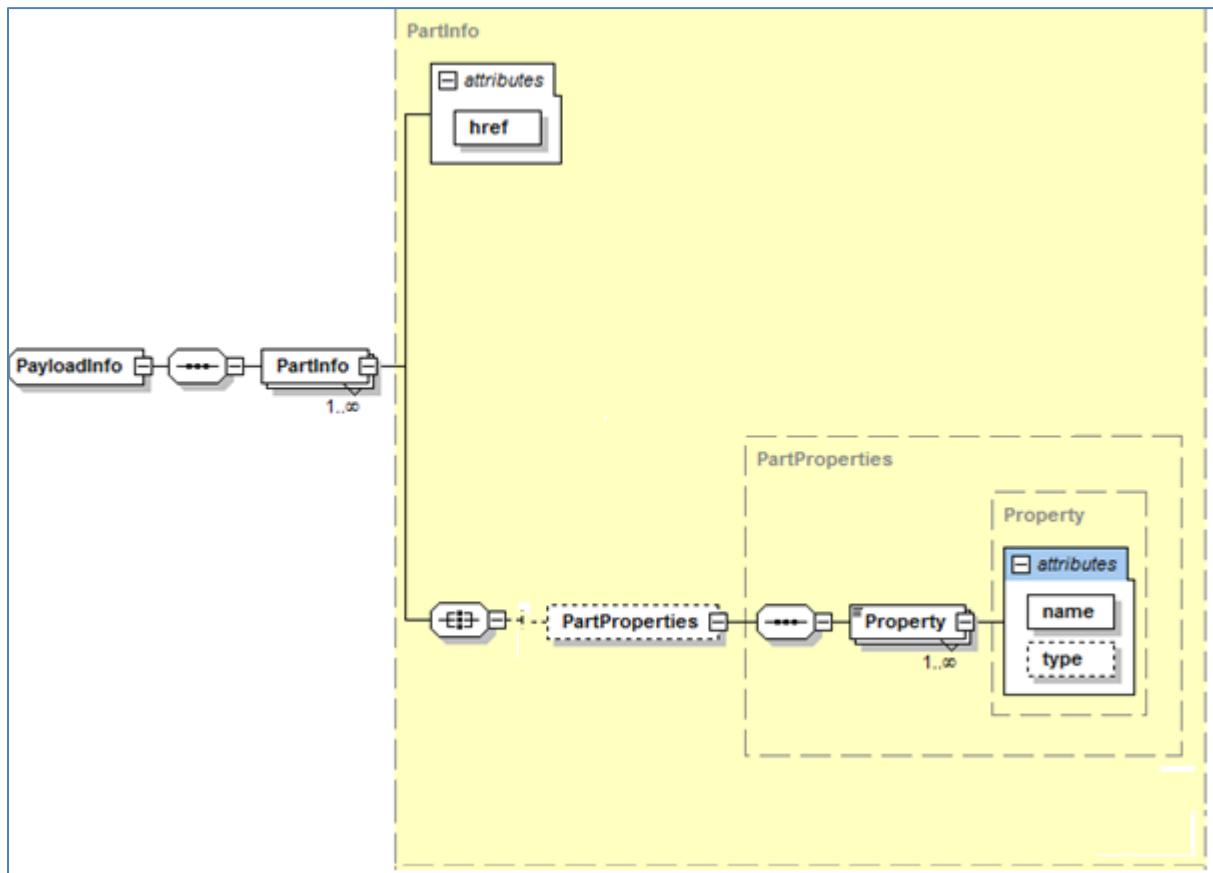 PartInfo
attributes
href
PayloadInfo
PartInfo
1..∞
PartProperties
Property
attributes
PartProperties
Property
name
1..∞
type